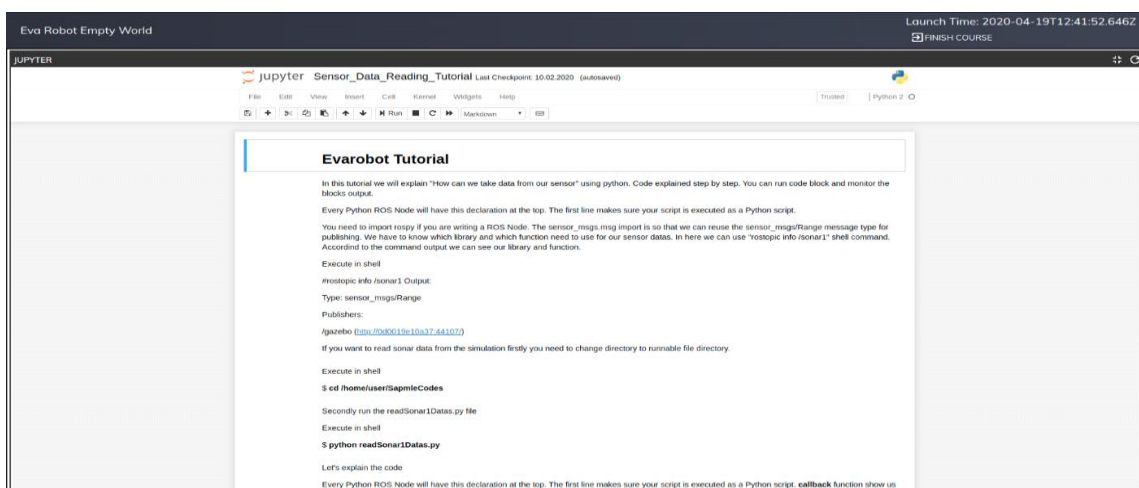 Eva Robot Empty World
Launch Time: 2020-04-19T12:41:52.646Z
FINISH COURSE
JUPYTER
jupyter Sensor_Data_Reading_Tutorial Last Checkpoint: 10.02.2020 (autosaved)
File Edit View Insert Cell Kernel Widgets Help
Trusted Python 2
Run Markdown
Evarobot Tutorial
In this tutorial we will explain "How can we take data from our sensor" using python. Code explained step by step. You can run code block and monitor the
blocks output.
Every Python ROS Node will have this declaration at the top. The first line makes sure your script is executed as a Python script.
You need to import rospy if you are writing a ROS Node. The sensor_msgs.msg import is so that we can reuse the sensor_msgs/Range message type for
publishing. We have to know which library and which function need to use for our sensor datas. In here we can use "rostopic info /sonar1" shell command.
Accordind to the command output we can see our library and function.
Execute in shell
#rostopic info /sonar1 Output:
Type: sensor_msgs/Range
Publishers:
/gazebo (http://0d0019e10a37:44107/)
If you want to read sonar data from the simulation firstly you need to change directory to runnable file directory.
Execute in shell
$ cd /home/user/SapmleCodes
Secondly run the readSonar1Datas.py file
Execute in shell
$ python readSonar1Datas.py
Let's explain the code
Every Python ROS Node will have this declaration at the top. The first line makes sure your script is executed as a Python script. callback function show us